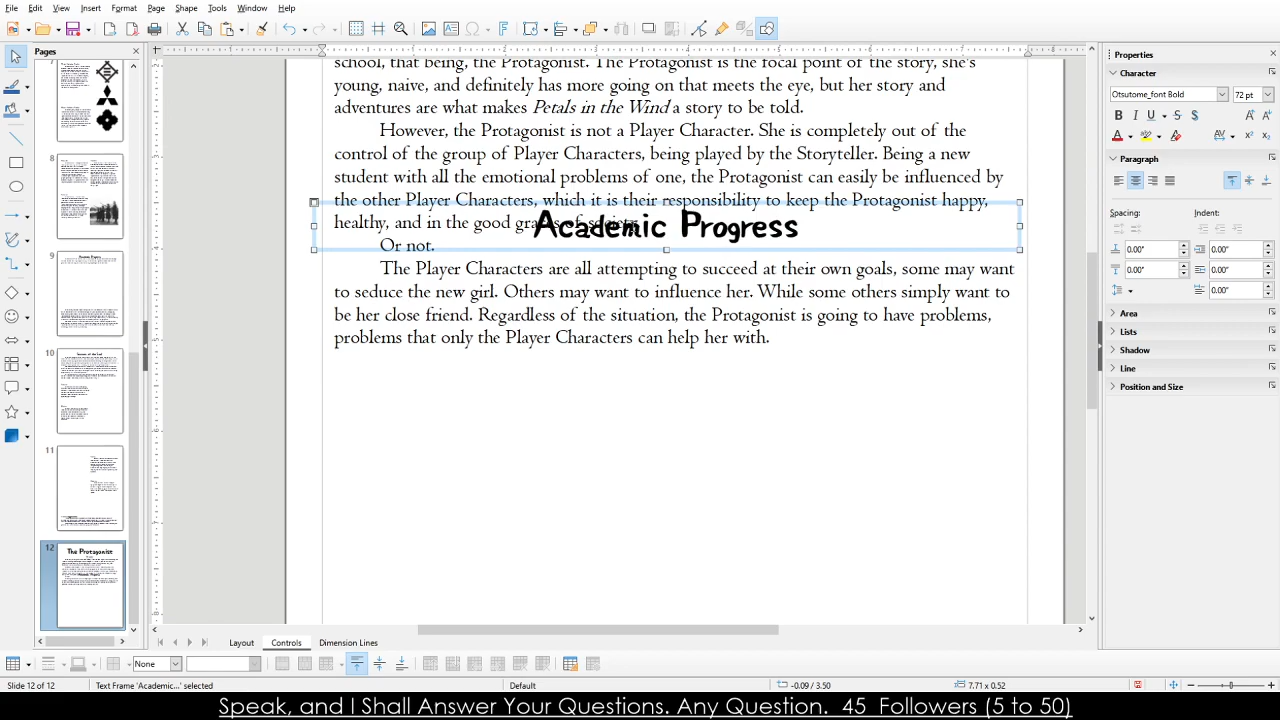 File Edit View Insert Format Page Shape Tools Window Help
Pages
7
8
9
10
11
12
The Protagonist
school, that being, the Protagonist. The Protagonist is the focal point of the story, she's
young, naive, and definitely has more going on that meets the eye, but her story and
adventures are what makes Petals in the Wind a story to be told.
However, the Protagonist is not a Player Character. She is completely out of the
control of the group of Player Characters, being played by the Storyteller. Being a new
student with all the emotional problems of one, the Protagonist can easily be influenced by
the other Player Characters, which it is their responsibility to keep the Protagonist happy,
healthy, and in the good graces of society.
Academic Progress
Or not.
The Player Characters are all attempting to succeed at their own goals, some may want
to seduce the new girl. Others may want to influence her. While some others simply want to
be her close friend. Regardless of the situation, the Protagonist is going to have problems,
problems that only the Player Characters can help her with.
Properties
Character
Otsutome_font Bold 72 pt
Paragraph
Spacing: Indent:
0.00" 0.00"
0.00" 0.00"
0.00"
Area
Lists
Shadow
Line
Position and Size
Layout Controls Dimension Lines
None
Slide 12 of 12 Text Frame 'Academic...' selected Default -0.09 / 3.50 7.71 x 0.52
Speak, and I Shall Answer Your Questions. Any Question. 45 Followers (5 to 50)